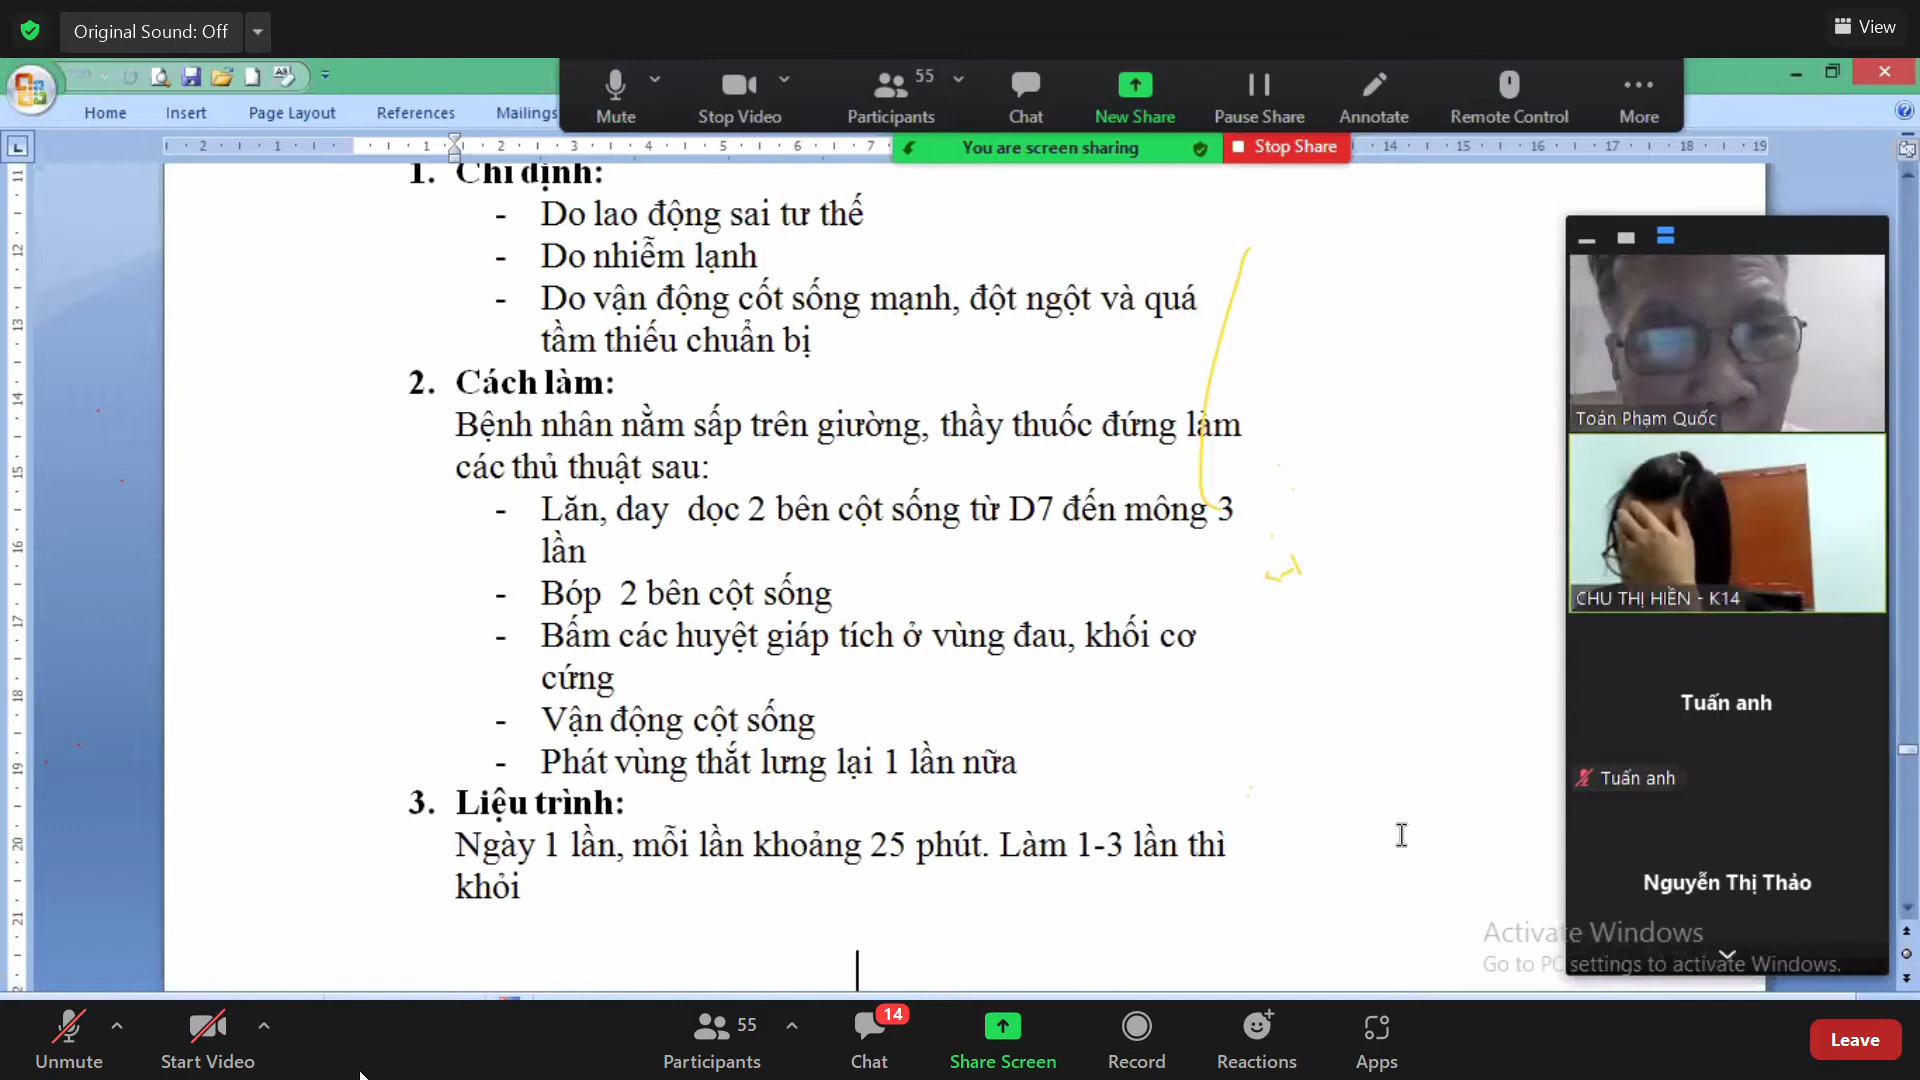 Original Sound: Off
View
Home Insert Page Layout References Mailings
Mute Stop Video Participants 55 Chat New Share Pause Share Annotate Remote Control More
You are screen sharing Stop Share
1. Chỉ định:
- Do lao động sai tư thế
- Do nhiễm lạnh
- Do vận động cốt sống mạnh, đột ngột và quá
tầm thiếu chuẩn bị
2. Cách làm:
Bệnh nhân nằm sấp trên giường, thầy thuốc đứng làm
các thủ thuật sau:
- Lăn, day dọc 2 bên cột sống từ D7 đến mông 3
lần
- Bóp 2 bên cột sống
- Bấm các huyệt giáp tích ở vùng đau, khối cơ
cứng
- Vận động cột sống
- Phát vùng thắt lưng lại 1 lần nữa
3. Liệu trình:
Ngày 1 lần, mỗi lần khoảng 25 phút. Làm 1-3 lần thì
khỏi
Toán Phạm Quốc
CHU THỊ HIỀN - K14
Tuấn anh
Tuấn anh
Nguyễn Thị Thảo
Activate Windows
Go to PC settings to activate Windows.
Unmute Start Video Participants 55 Chat 14 Share Screen Record Reactions Apps Leave